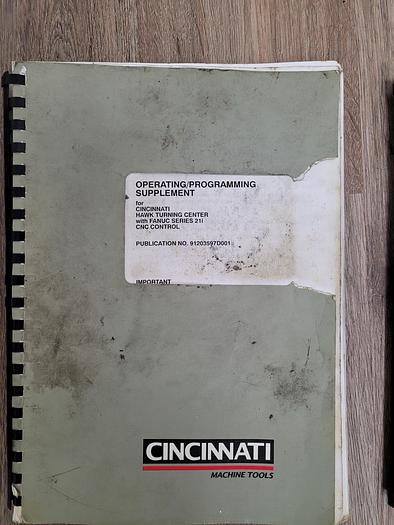 OPERATING/PROGRAMMING
SUPPLEMENT
for
CINCINNATI
HAWK TURNING CENTER
with FANUC SERIES 21i
CNC CONTROL
PUBLICATION NO. 91203597D001
IMPORTANT
CINCINNATI
MACHINE TOOLS